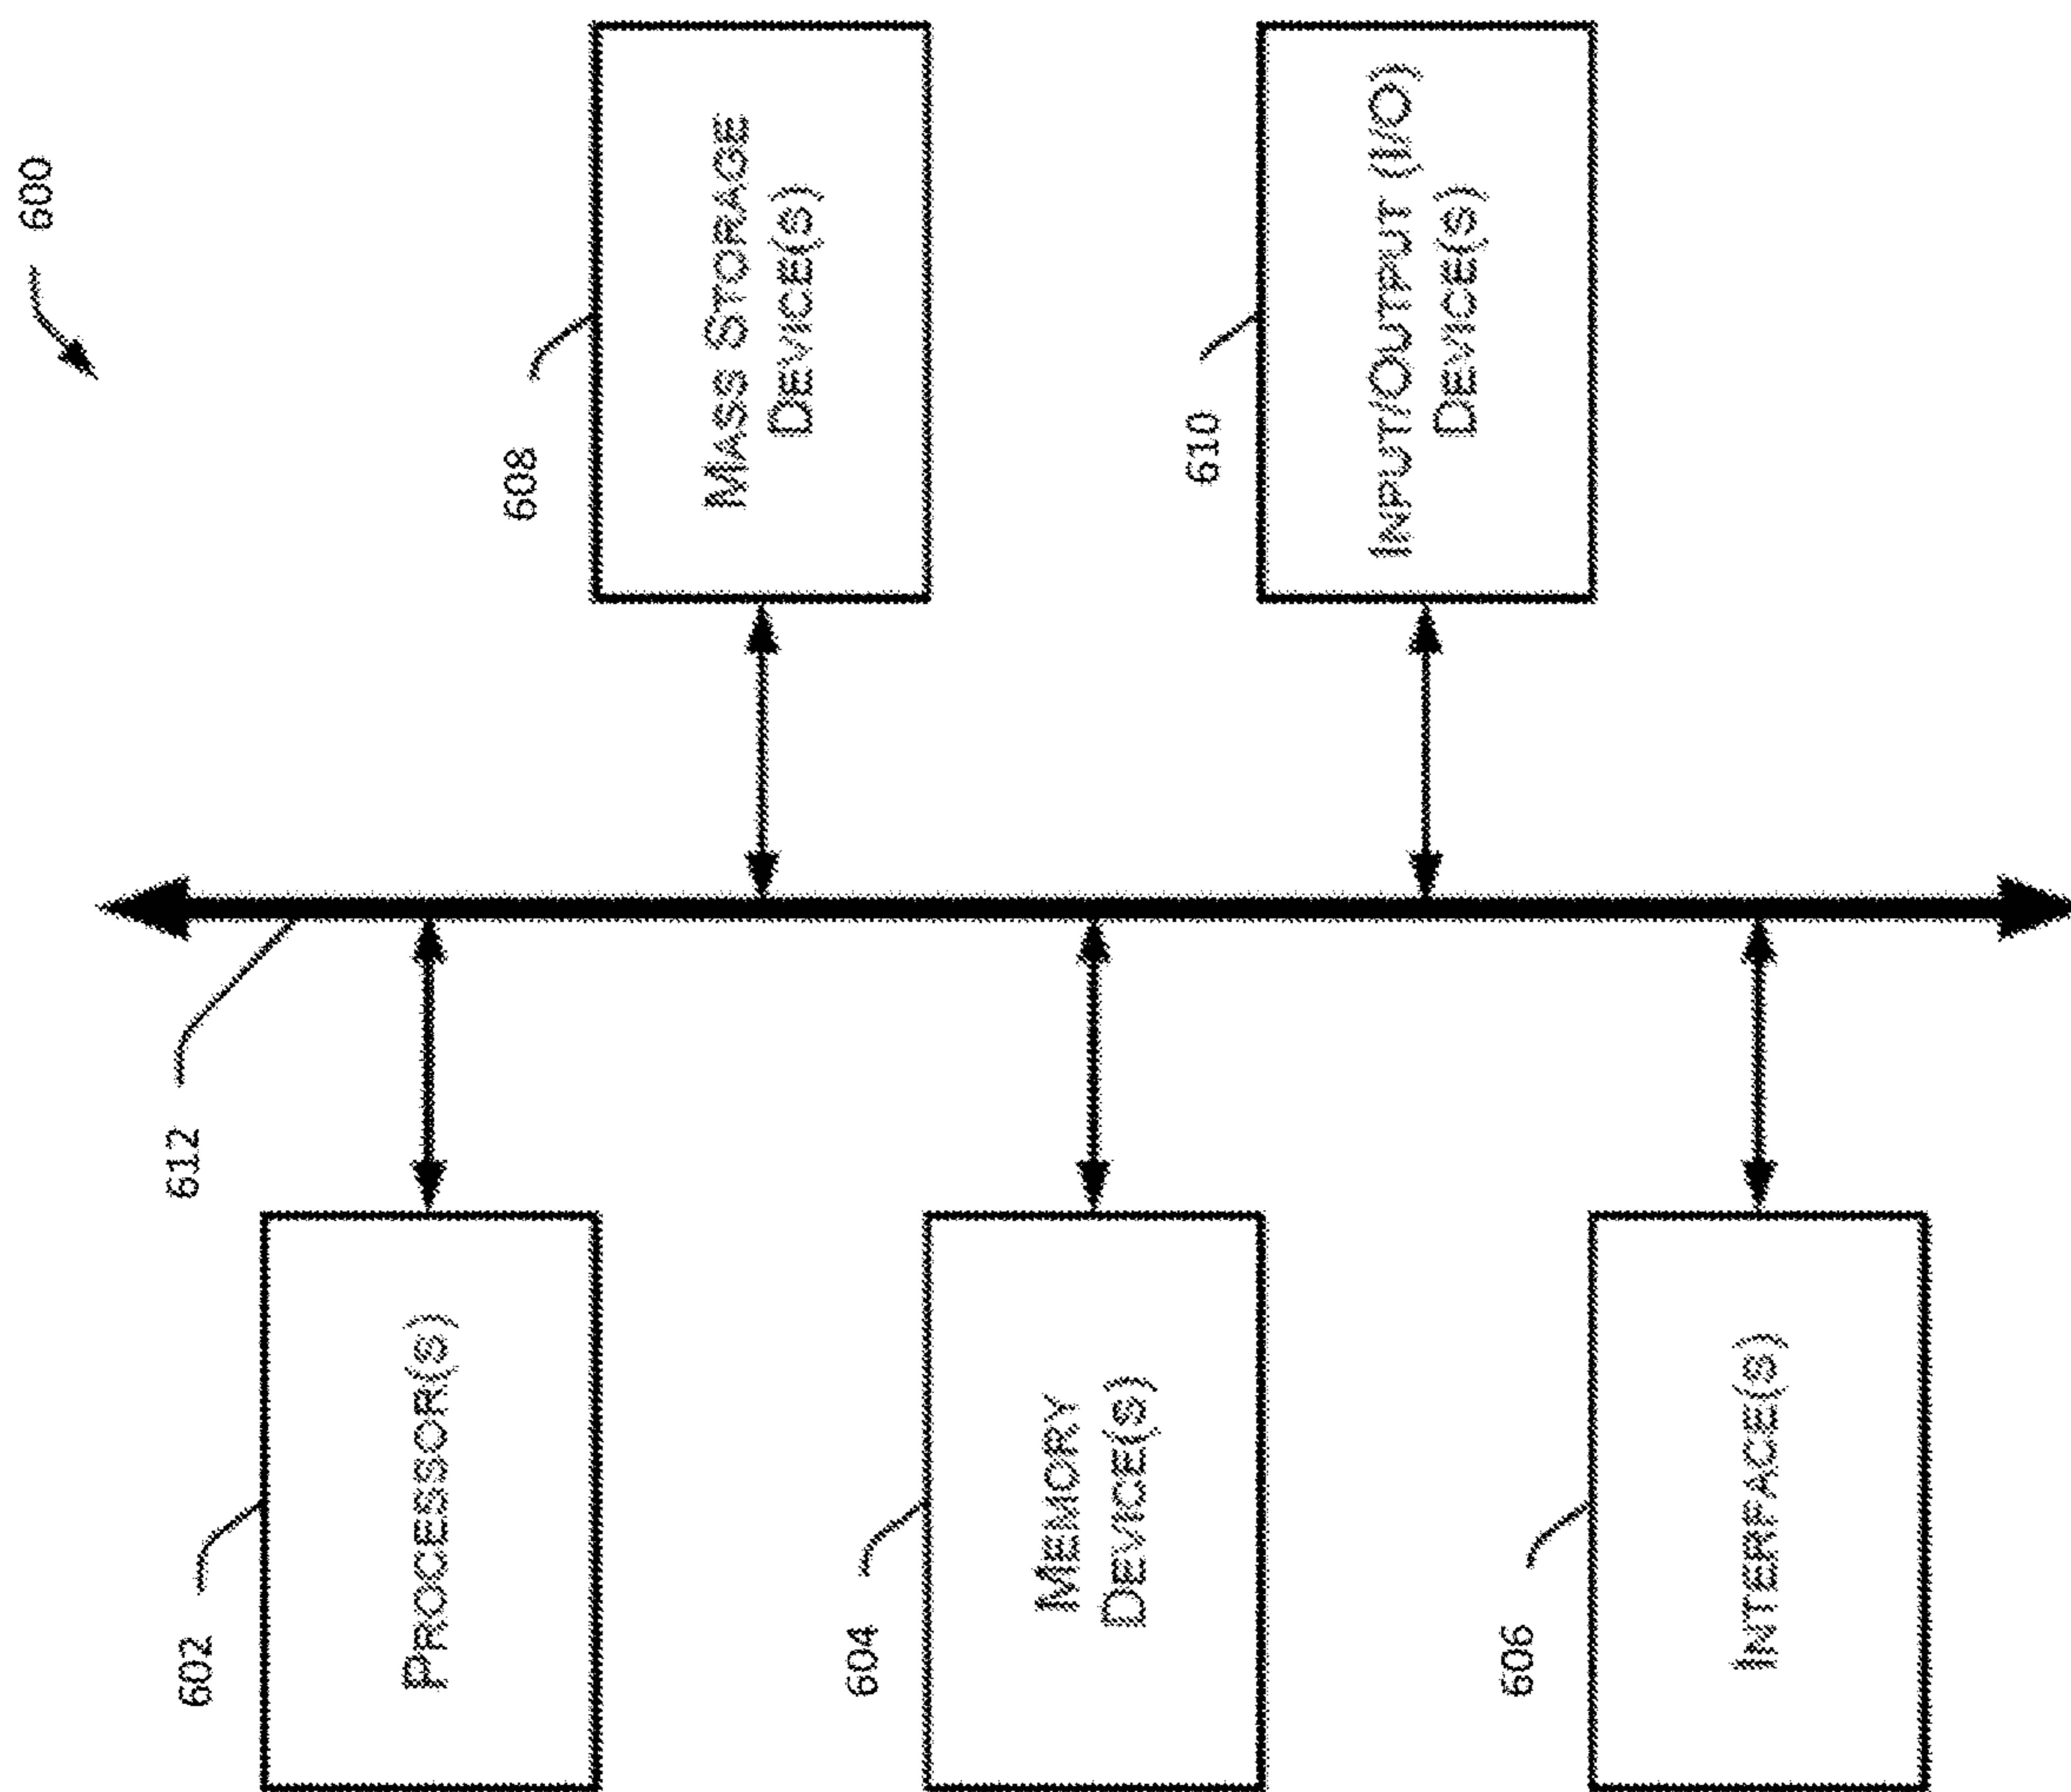 600
612
602
PROCESSOR(S)
608
MASS STORAGE
DEVICE(S)
604
MEMORY
DEVICE(S)
610
INPUT/OUTPUT (I/O)
DEVICE(S)
606
INTERFACE(S)